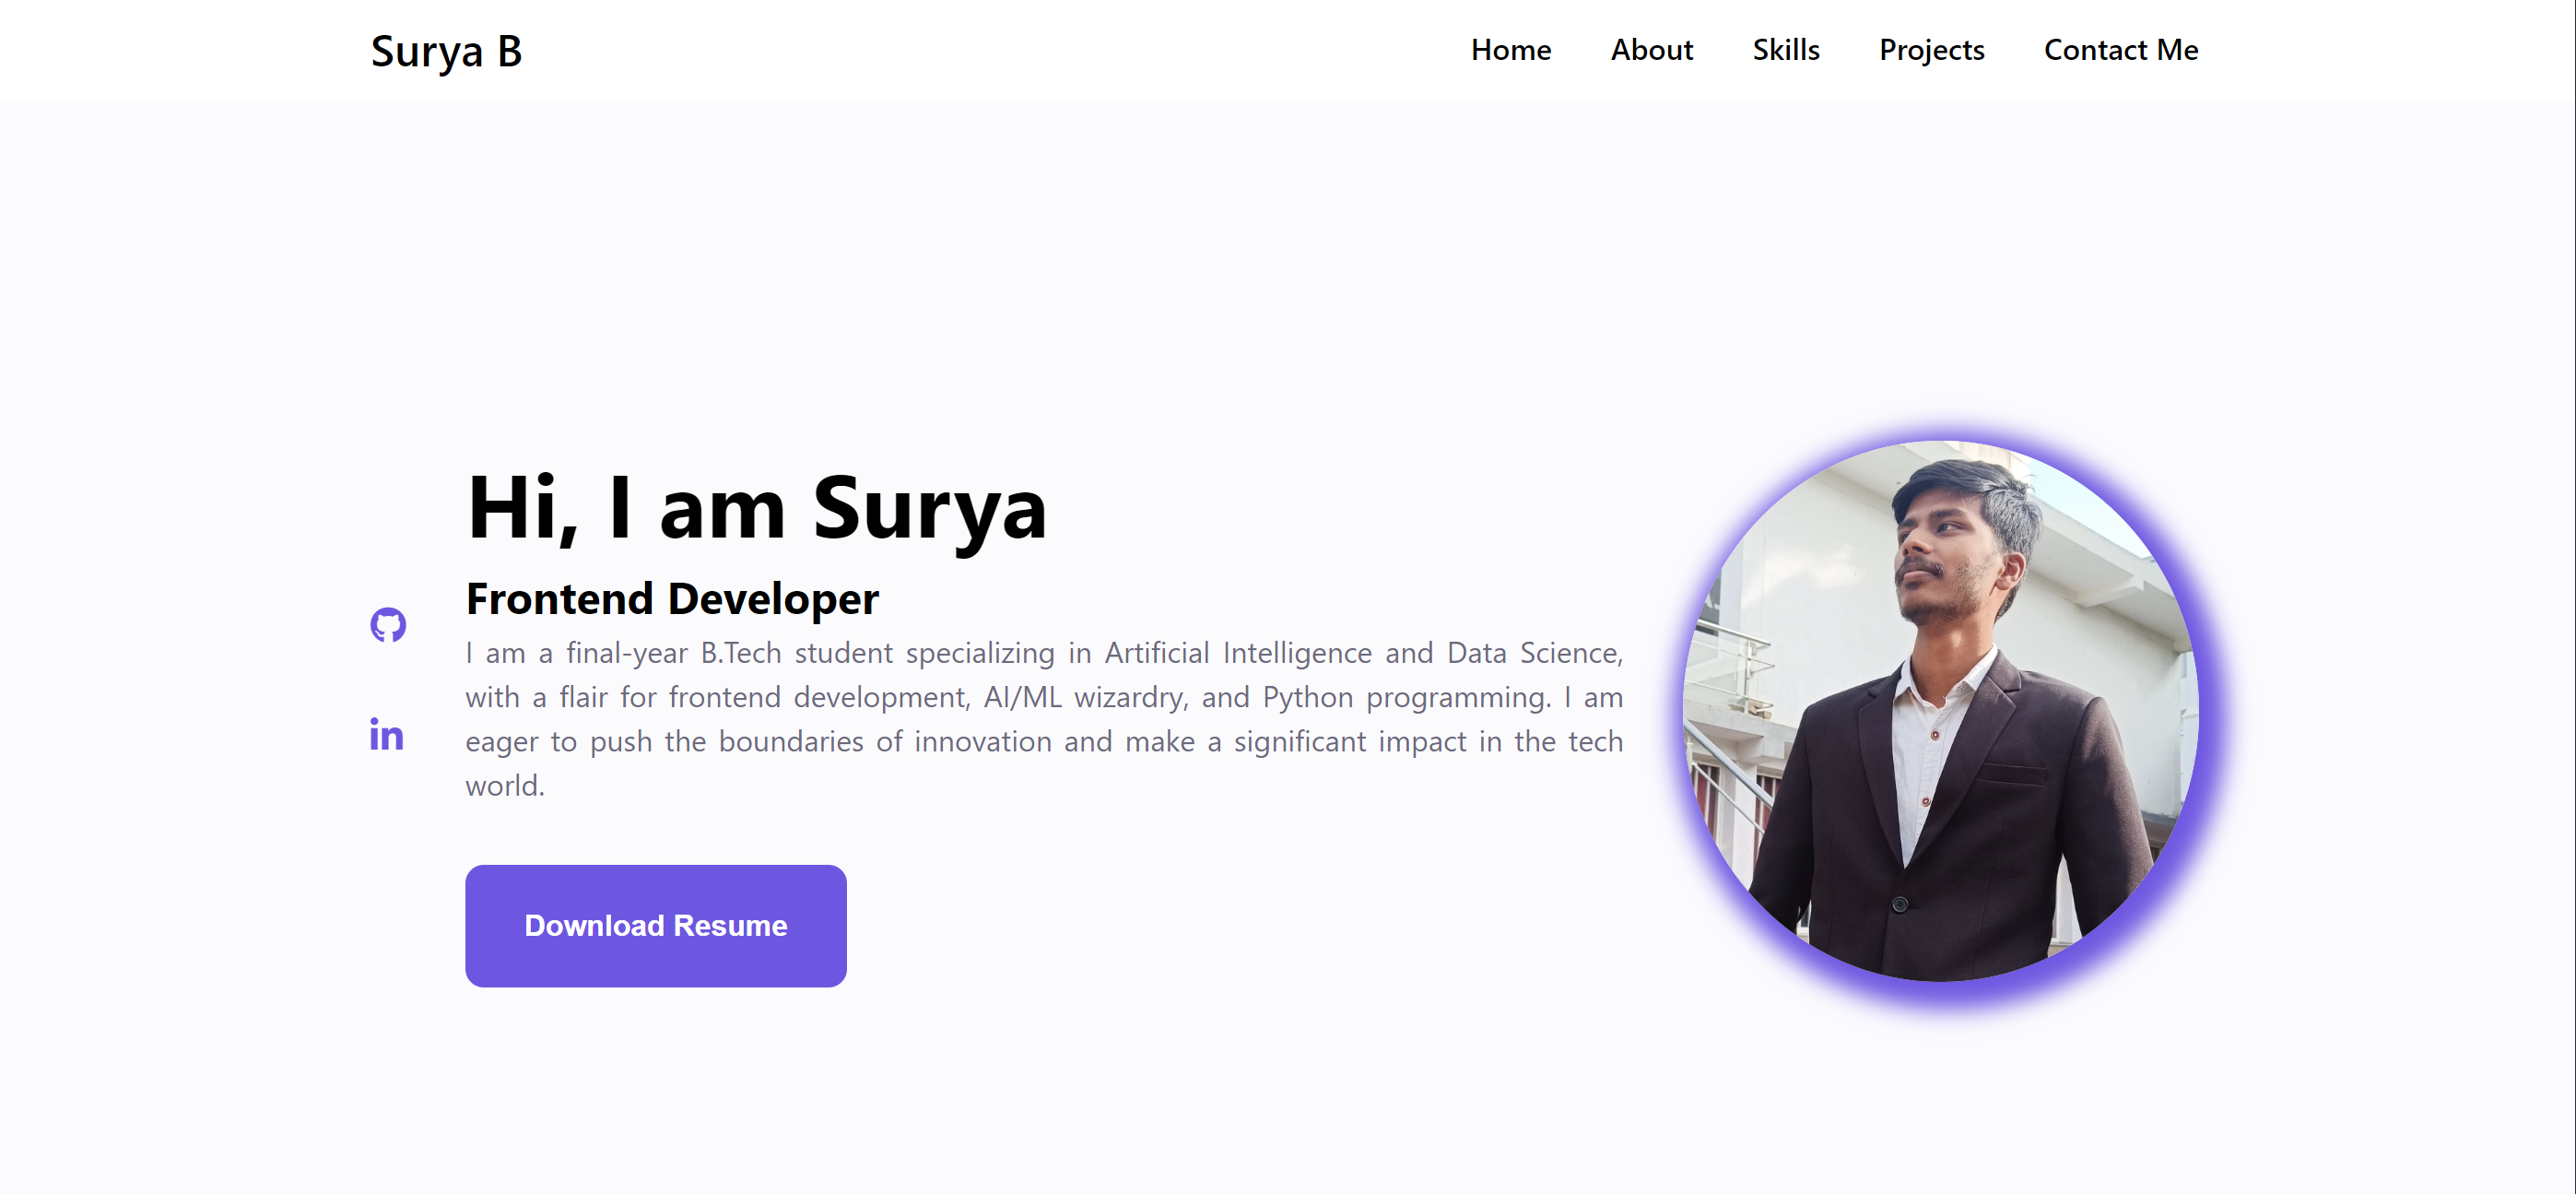 Surya B
Home About Skills Projects Contact Me
Hi, I am Surya
Frontend Developer
I am a final-year B.Tech student specializing in Artificial Intelligence and Data Science,
with a flair for frontend development, AI/ML wizardry, and Python programming. I am
eager to push the boundaries of innovation and make a significant impact in the tech
world.
in
Download Resume